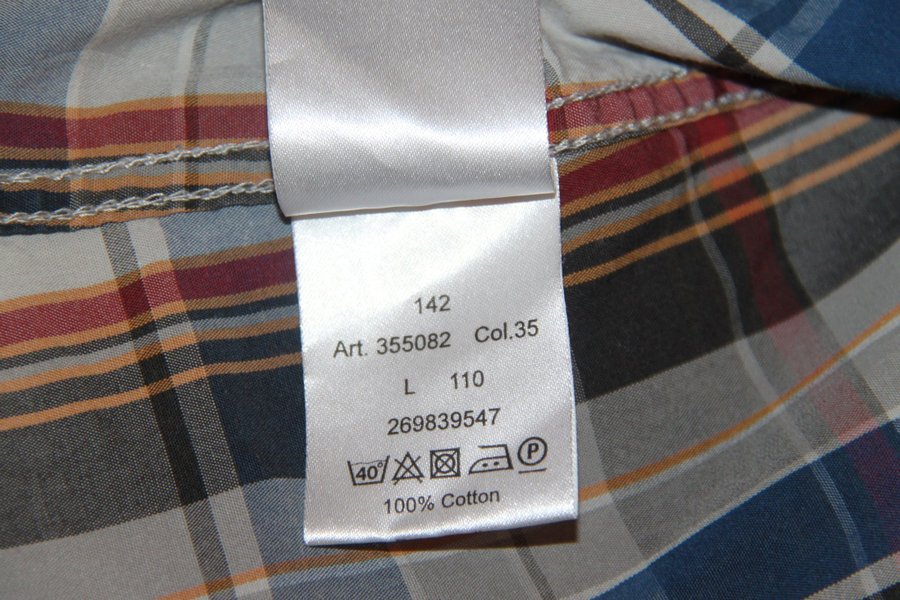 142
Art. 355082 Col.35
L 110
269839547
40° P
100% Cotton